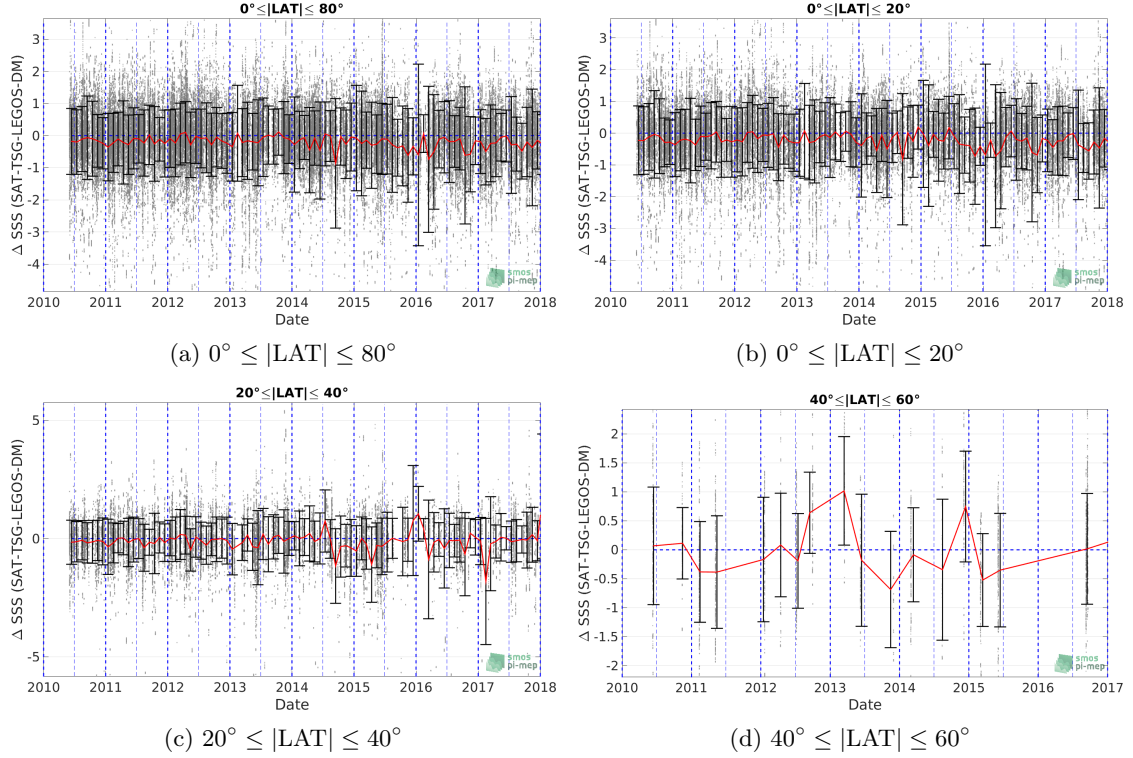 0°≤|LAT|≤ 80°
Δ SSS (SAT-TSG-LEGOS-DM)
3
2
1
0
-1
-2
-3
-4
2010 2011 2012 2013 2014 2015 2016 2017 2018
Date
smos
pi-mep
(a) 0° ≤ |LAT| ≤ 80°
0°≤|LAT|≤ 20°
Δ SSS (SAT-TSG-LEGOS-DM)
3
2
1
0
-1
-2
-3
-4
2010 2011 2012 2013 2014 2015 2016 2017 2018
Date
smos
pi-mep
(b) 0° ≤ |LAT| ≤ 20°
20°≤|LAT|≤ 40°
Δ SSS (SAT-TSG-LEGOS-DM)
5
0
-5
2010 2011 2012 2013 2014 2015 2016 2017 2018
Date
smos
pi-mep
(c) 20° ≤ |LAT| ≤ 40°
40°≤|LAT|≤ 60°
Δ SSS (SAT-TSG-LEGOS-DM)
2
1.5
1
0.5
0
-0.5
-1
-1.5
-2
2010 2011 2012 2013 2014 2015 2016 2017
Date
smos
pi-mep
(d) 40° ≤ |LAT| ≤ 60°